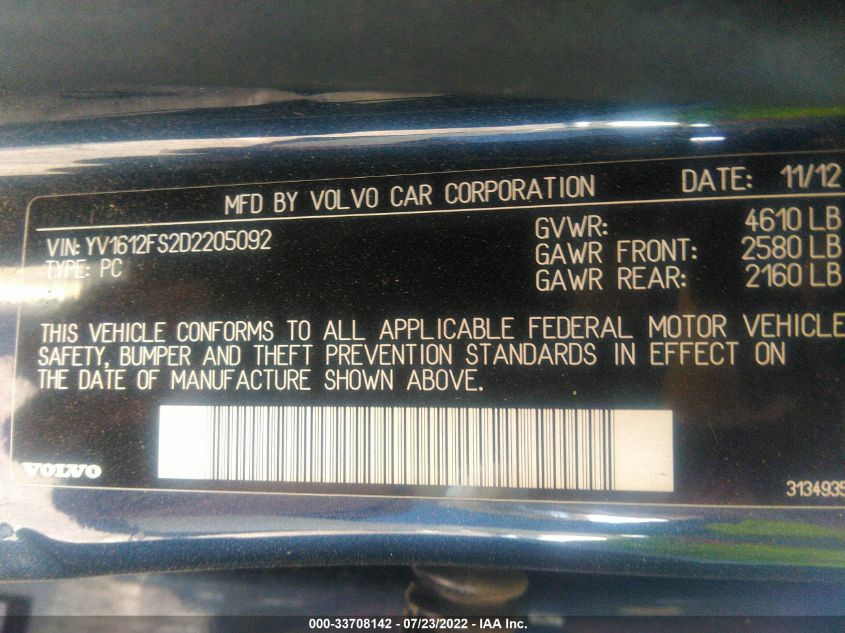 MFD BY VOLVO CAR CORPORATION DATE: 11/12
VIN: YV1612FS2D2205092 GVWR: 4610 LB
TYPE: PC GAWR FRONT: 2580 LB
GAWR REAR: 2160 LB
THIS VEHICLE CONFORMS TO ALL APPLICABLE FEDERAL MOTOR VEHICLE
SAFETY, BUMPER AND THEFT PREVENTION STANDARDS IN EFFECT ON
THE DATE OF MANUFACTURE SHOWN ABOVE.
VOLVO
3134935
000-33708142 - 07/23/2022 - IAA Inc.